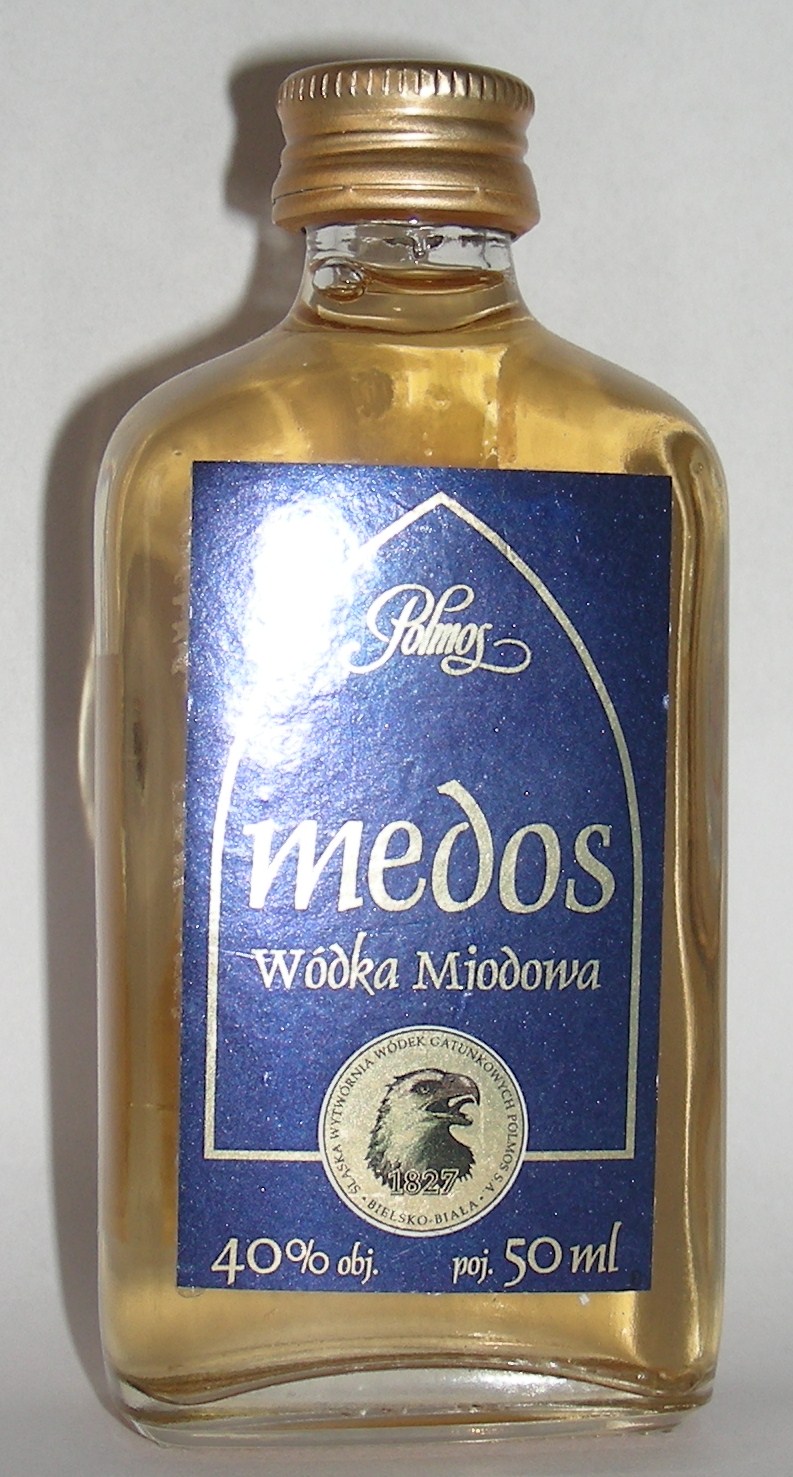 Polmos
medos
Wódka Miodowa
ŚLĄSKA WYTWÓRNIA WÓDEK GATUNKOWYCH POLMOS S.A.
1827
• BIELSKO-BIAŁA •
40% obj. poj. 50 ml